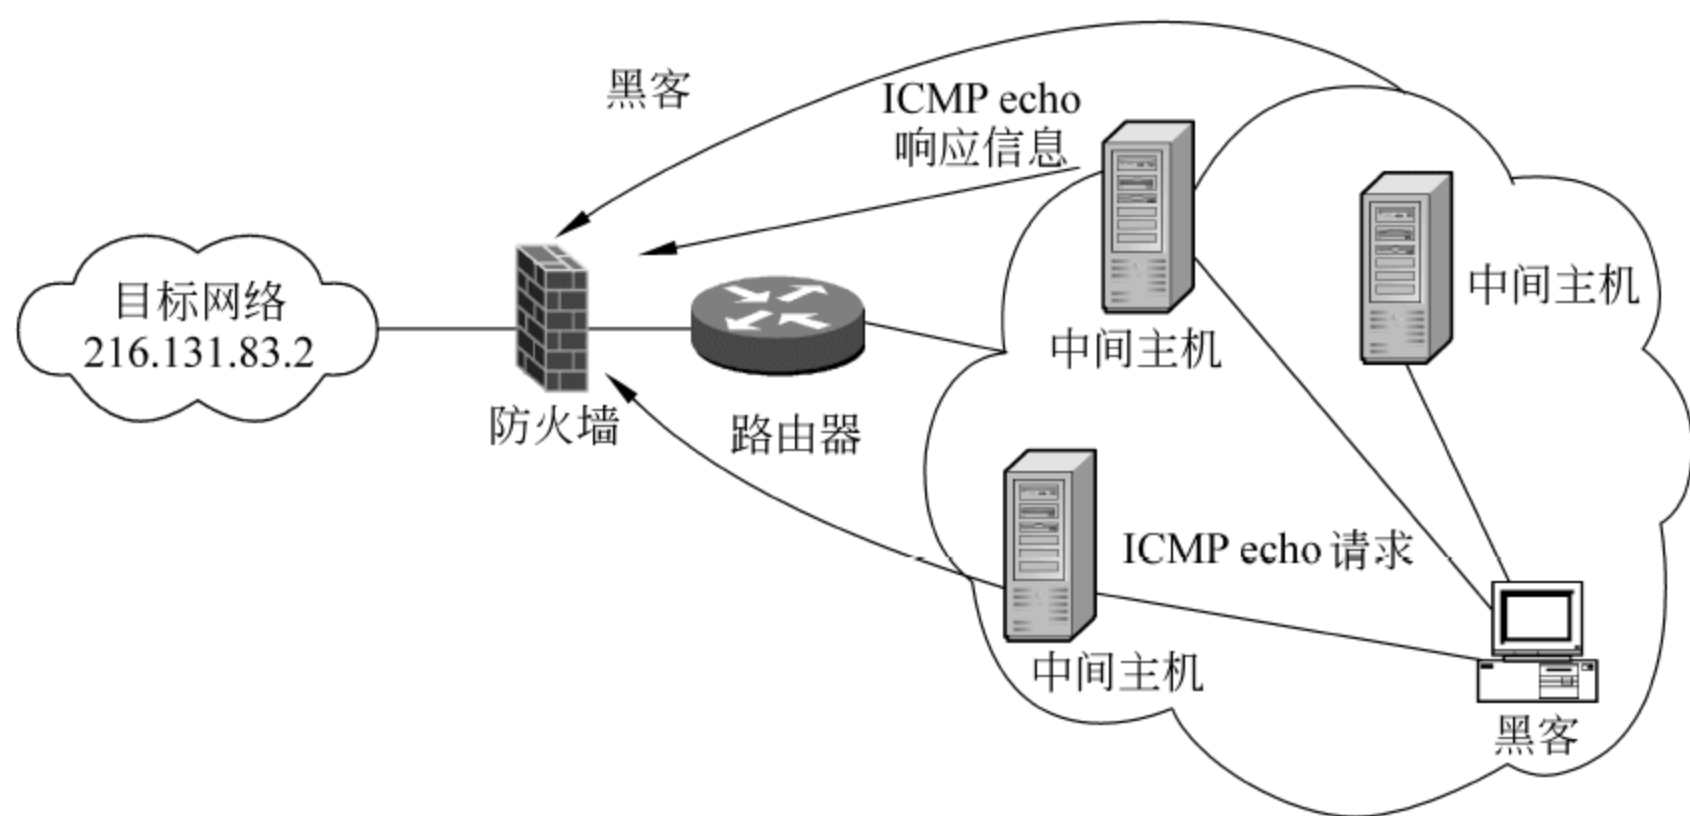 黑客
ICMP echo
响应信息
中间主机
目标网络
216.131.83.2
中间主机
防火墙
路由器
ICMP echo 请求
中间主机
黑客